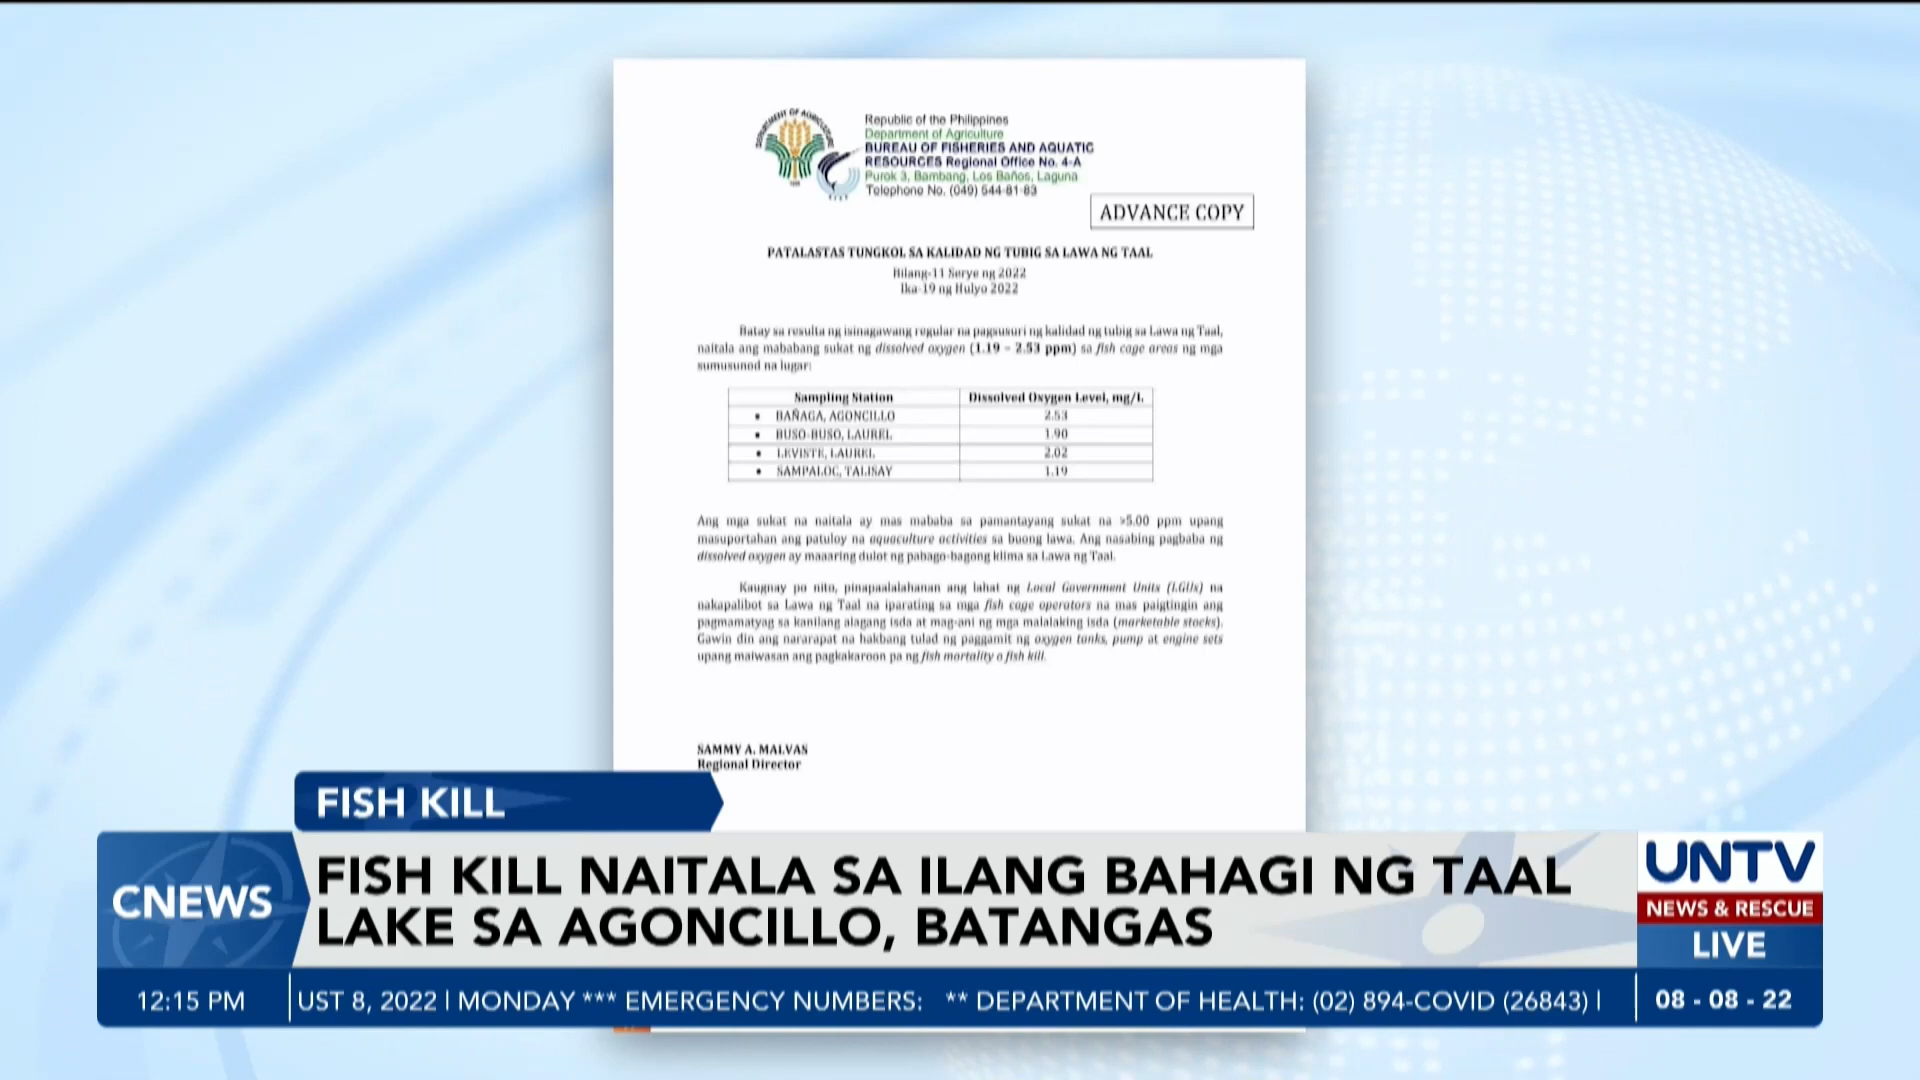 DEPARTMENT OF AGRICULTURE
Republic of the Philippines
Department of Agriculture
BUREAU OF FISHERIES AND AQUATIC
RESOURCES Regional Office No. 4-A
Purok 3, Bambang, Los Baños, Laguna
Telephone No. (049) 544-81-83
ADVANCE COPY
PATALASTAS TUNGKOL SA KALIDAD NG TUBIG SA LAWA NG TAAL
Bilang-11 Serye ng 2022
Ika-19 ng Hulyo 2022
Batay sa resulta ng isinagawang regular na pagsusuri ng kalidad ng tubig sa Lawa ng Taal,
naitala ang mababang sukat ng dissolved oxygen (1.19 – 2.53 ppm) sa fish cage areas ng mga
sumusunod na lugar:
Sampling Station Dissolved Oxygen Level, mg/L
• BAÑAGA, AGONCILLO 2.53
• BUSO-BUSO, LAUREL 1.90
• LEVISTE, LAUREL 2.02
• SAMPALOC, TALISAY 1.19
Ang mga sukat na naitala ay mas mababa sa pamantayang sukat na >5.00 ppm upang
masuportahan ang patuloy na aquaculture activities sa buong lawa. Ang nasabing pagbaba ng
dissolved oxygen ay maaaring dulot ng pabago-bagong klima sa Lawa ng Taal.
Kaugnay po nito, pinapaalalahanan ang lahat ng Local Government Units (LGUs) na
nakapalibot sa Lawa ng Taal na iparating sa mga fish cage operators na mas paigtingin ang
pagmamatyag sa kanilang alagang isda at mag-ani ng mga malalaking isda (marketable stocks).
Gawin din ang nararapat na hakbang tulad ng paggamit ng oxygen tanks, pump at engine sets
upang maiwasan ang pagkakaroon pa ng fish mortality o fish kill.
SAMMY A. MALVAS
Regional Director
FISH KILL
CNEWS
FISH KILL NAITALA SA ILANG BAHAGI NG TAAL
LAKE SA AGONCILLO, BATANGAS
UNTV
NEWS & RESCUE
LIVE
12:15 PM
UST 8, 2022 | MONDAY *** EMERGENCY NUMBERS: ** DEPARTMENT OF HEALTH: (02) 894-COVID (26843) |
08 - 08 - 22